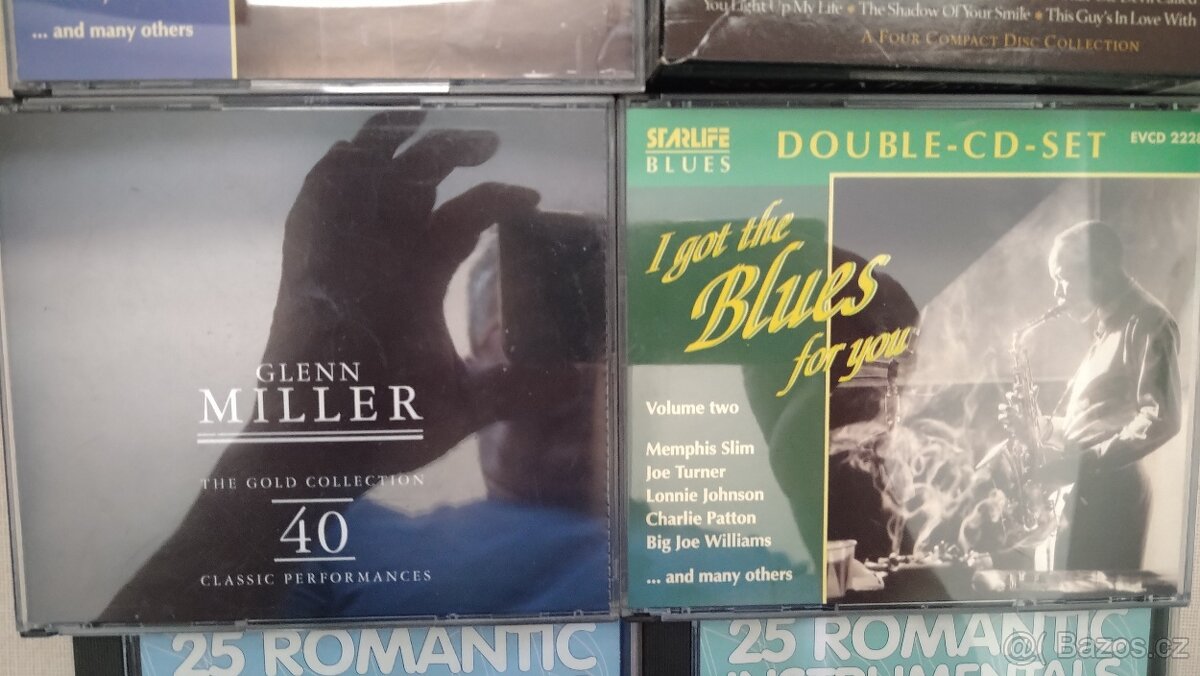 ... and many others
You Light Up My Life • The Shadow Of Your Smile • This Guy's In Love With
A FOUR COMPACT DISC COLLECTION
GLENN
MILLER
THE GOLD COLLECTION
40
CLASSIC PERFORMANCES
STARLIFE
BLUES
DOUBLE-CD-SET
EVCD 2228
I got the
Blues
for you
Volume two
Memphis Slim
Joe Turner
Lonnie Johnson
Charlie Patton
Big Joe Williams
... and many others
25 ROMANTIC
25 ROMANTIC
INSTRUMENTALS
Bazos.cz